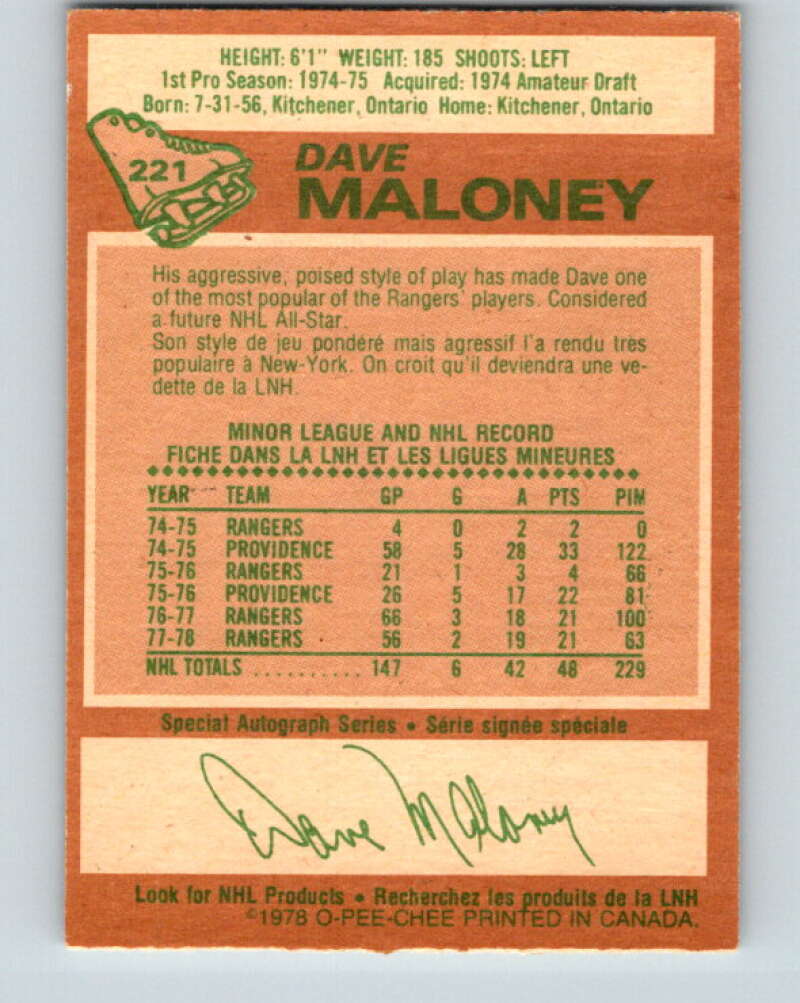 HEIGHT: 6'1" WEIGHT: 185 SHOOTS: LEFT
1st Pro Season: 1974-75 Acquired: 1974 Amateur Draft
Born: 7-31-56, Kitchener, Ontario Home: Kitchener, Ontario
221
DAVE
MALONEY
His aggressive, poised style of play has made Dave one
of the most popular of the Rangers' players. Considered
a future NHL All-Star.
Son style de jeu pondéré mais agressif l'a rendu très
populaire à New-York. On croit qu'il deviendra une ve-
dette de la LNH.
MINOR LEAGUE AND NHL RECORD
FICHE DANS LA LNH ET LES LIGUES MINEURES
YEAR TEAM GP G A PTS PIM
74-75 RANGERS 4 0 2 2 0
74-75 PROVIDENCE 58 5 28 33 122
75-76 RANGERS 21 1 3 4 66
75-76 PROVIDENCE 26 5 17 22 81
76-77 RANGERS 66 3 18 21 100
77-78 RANGERS 56 2 19 21 63
NHL TOTALS .......... 147 6 42 48 229
Special Autograph Series • Série signée spéciale
Dave Maloney
Look for NHL Products • Recherchez les produits de la LNH
©1978 O-PEE-CHEE PRINTED IN CANADA.